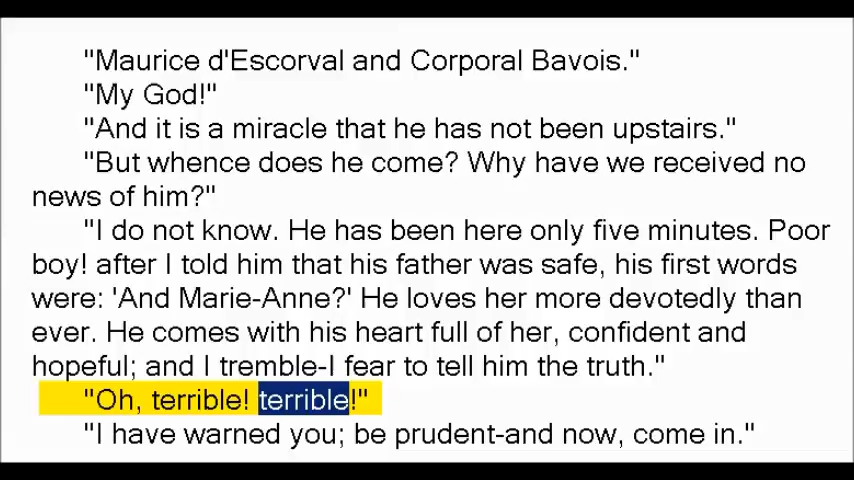 "Maurice d'Escorval and Corporal Bavois."
"My God!"
"And it is a miracle that he has not been upstairs."
"But whence does he come? Why have we received no
news of him?"
"I do not know. He has been here only five minutes. Poor
boy! after I told him that his father was safe, his first words
were: 'And Marie-Anne?' He loves her more devotedly than
ever. He comes with his heart full of her, confident and
hopeful; and I tremble-I fear to tell him the truth."
"Oh, terrible! terrible!"
"I have warned you; be prudent-and now, come in."